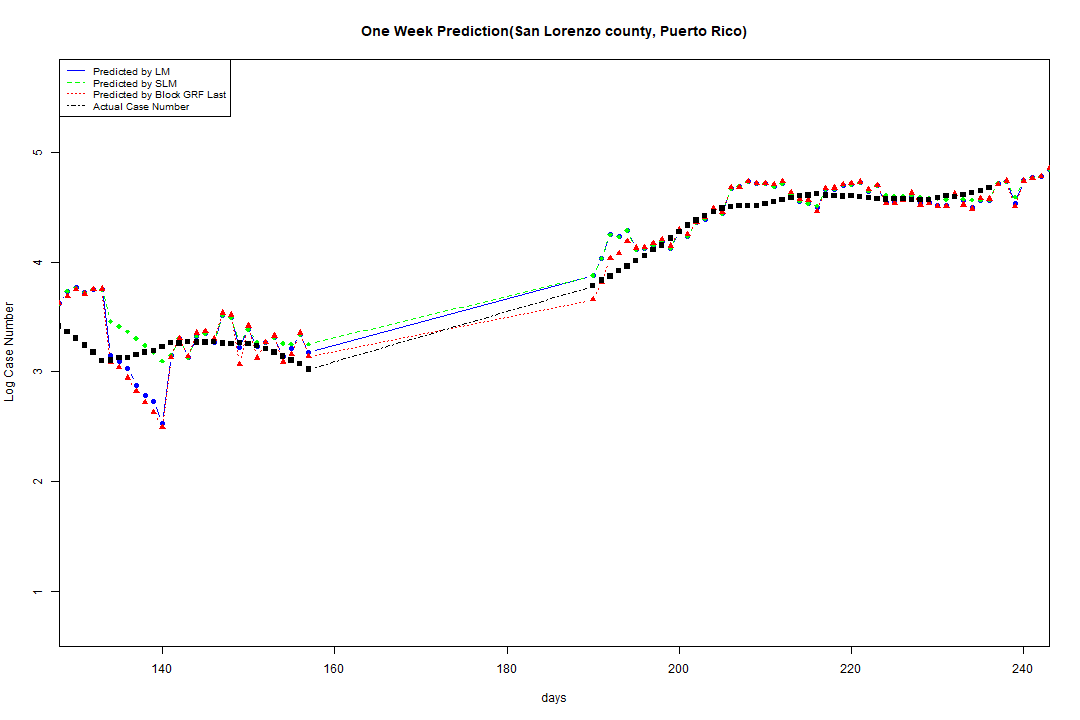 One Week Prediction(San Lorenzo county, Puerto Rico)
Predicted by LM
Predicted by SLM
Predicted by Block GRF Last
Actual Case Number
5
4
3
2
1
Log Case Number
140 160 180 200 220 240
days